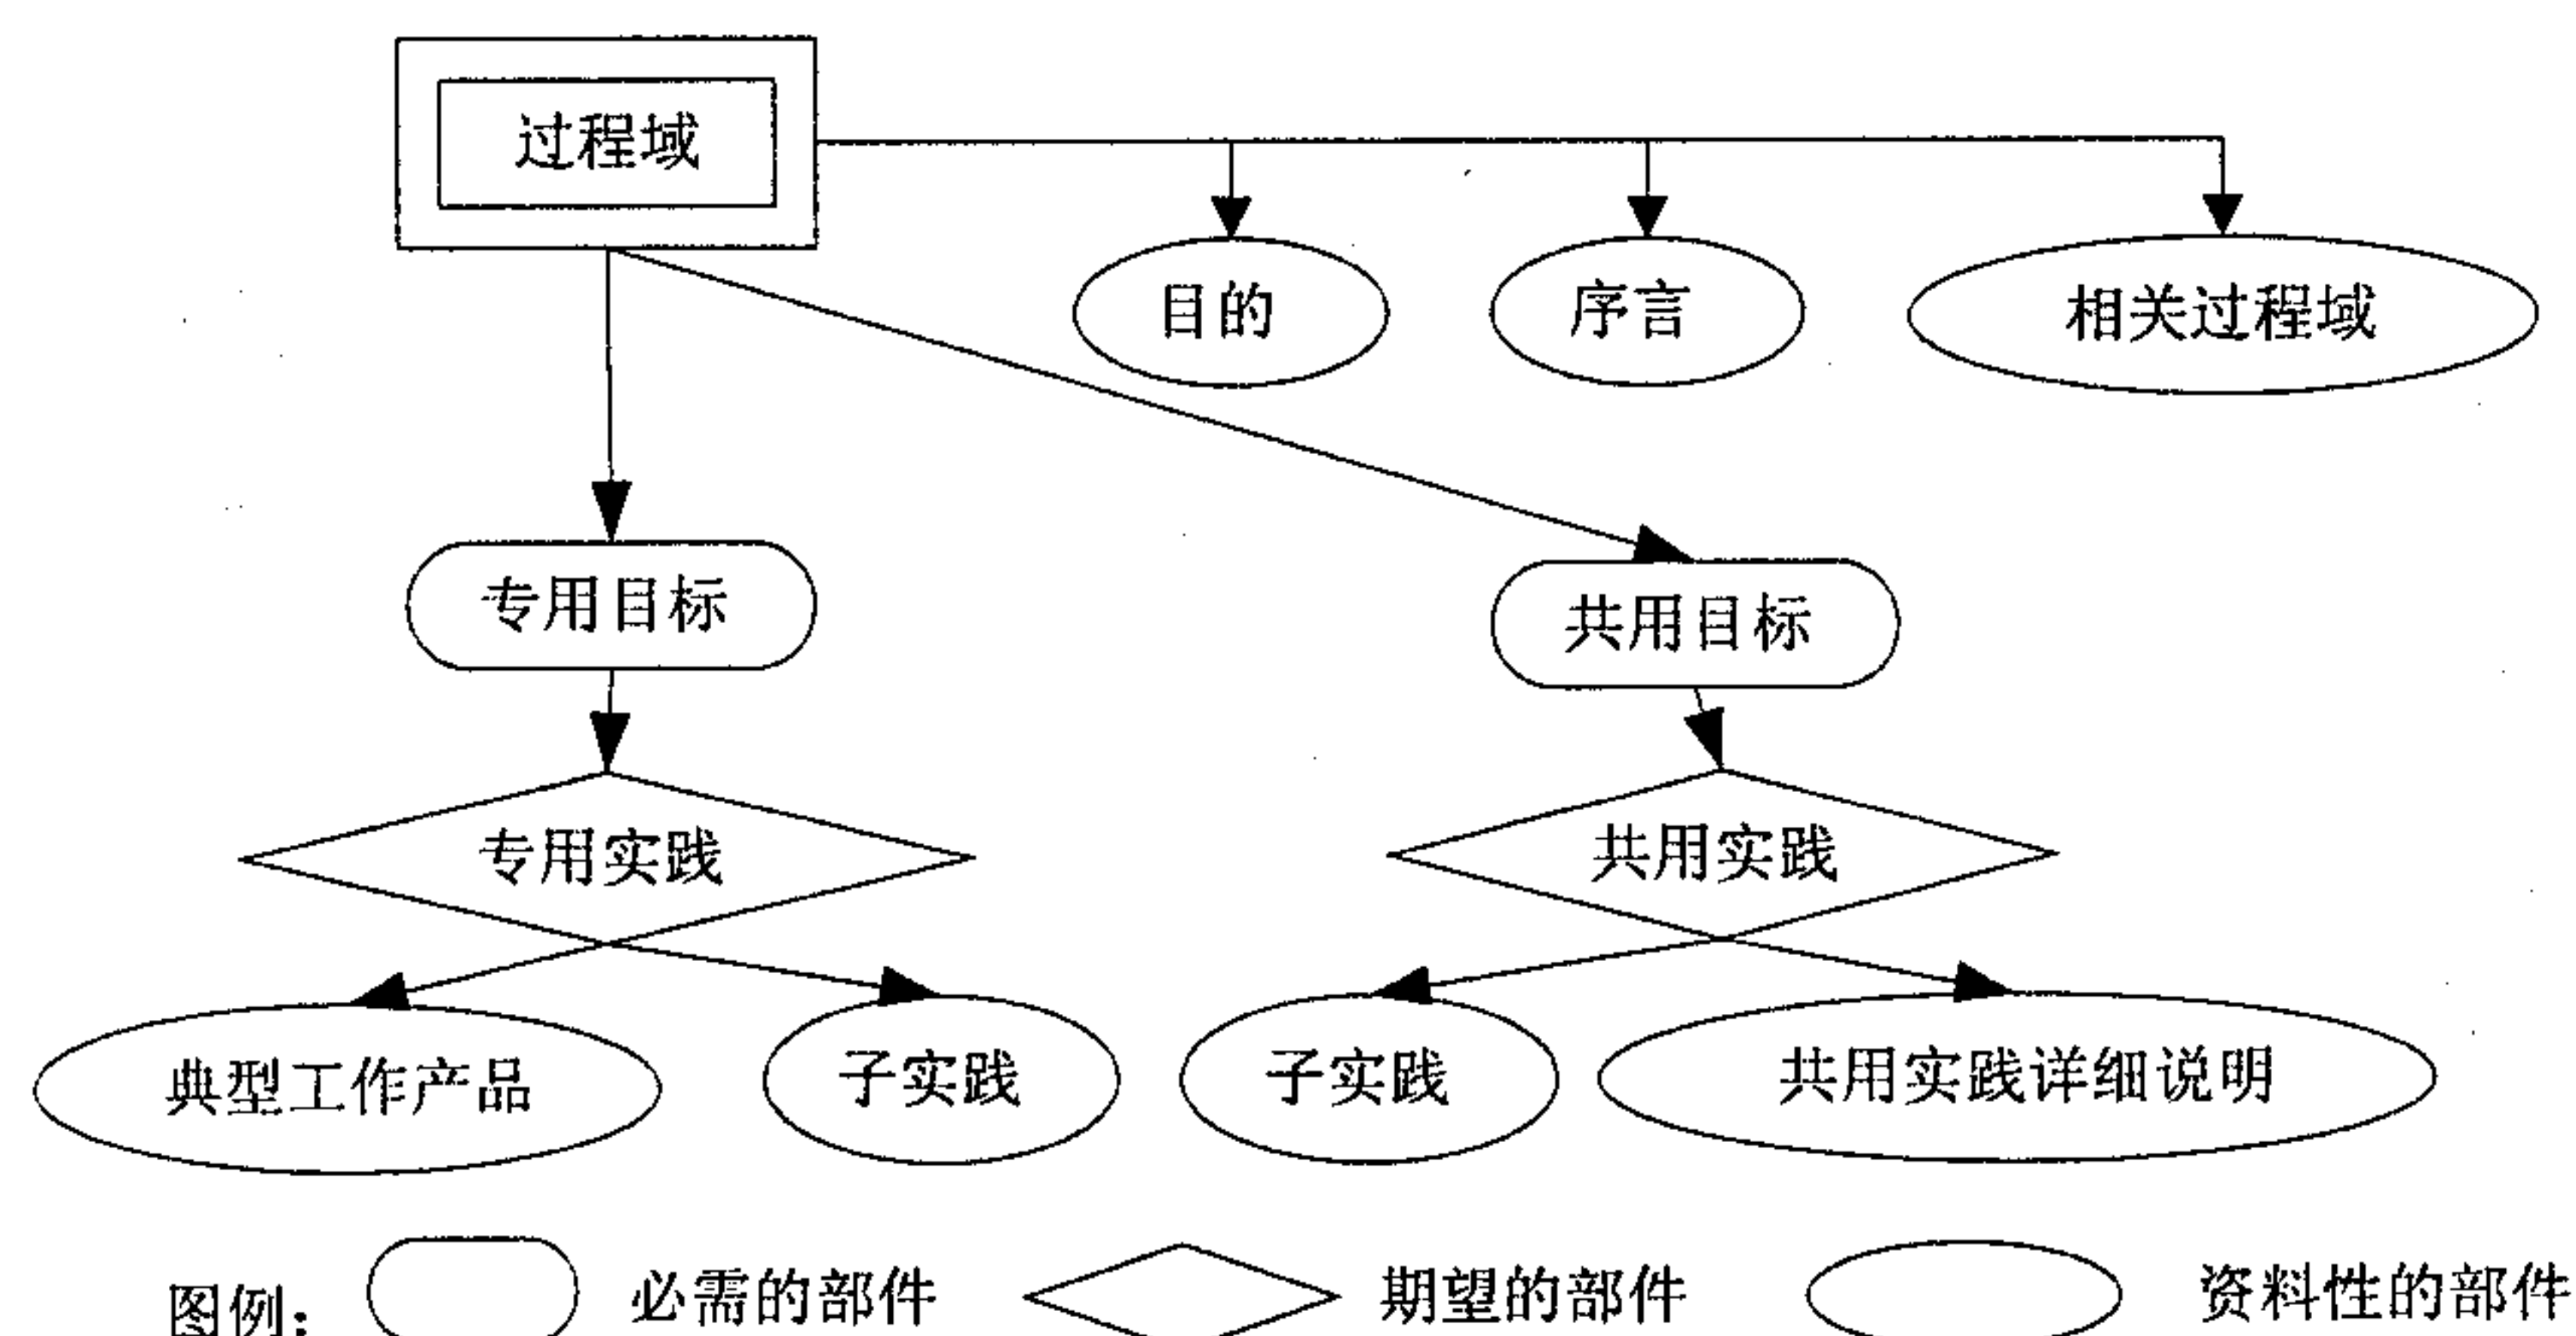 过程域
目的
序言
相关过程域
专用目标
共用目标
专用实践
共用实践
典型工作产品
子实践
子实践
共用实践详细说明
图例：
必需的部件
期望的部件
资料性的部件